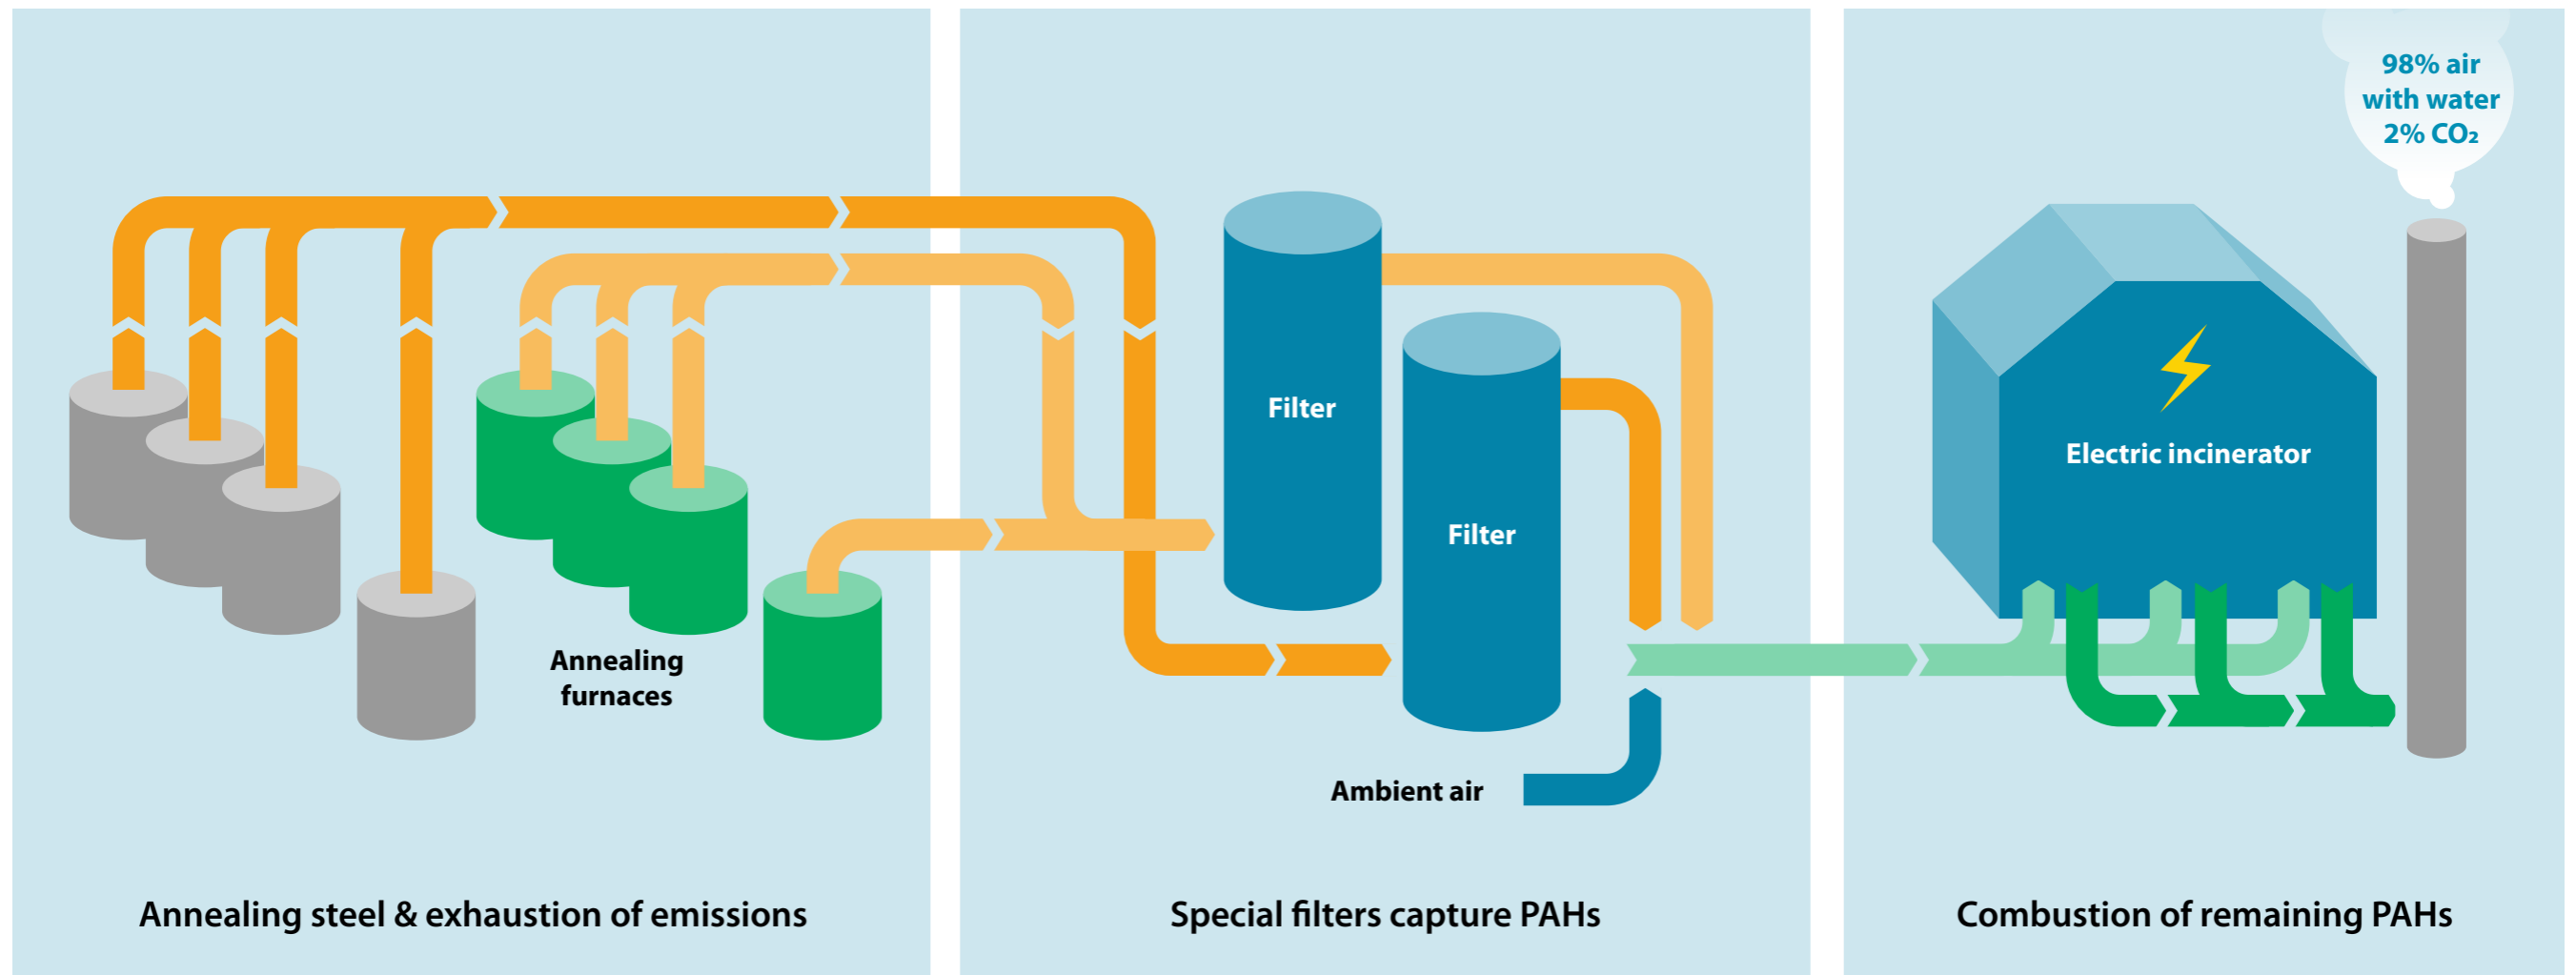 98% air
with water
2% CO₂
Filter
Electric incinerator
Filter
Annealing
furnaces
Ambient air
Annealing steel & exhaustion of emissions
Special filters capture PAHs
Combustion of remaining PAHs